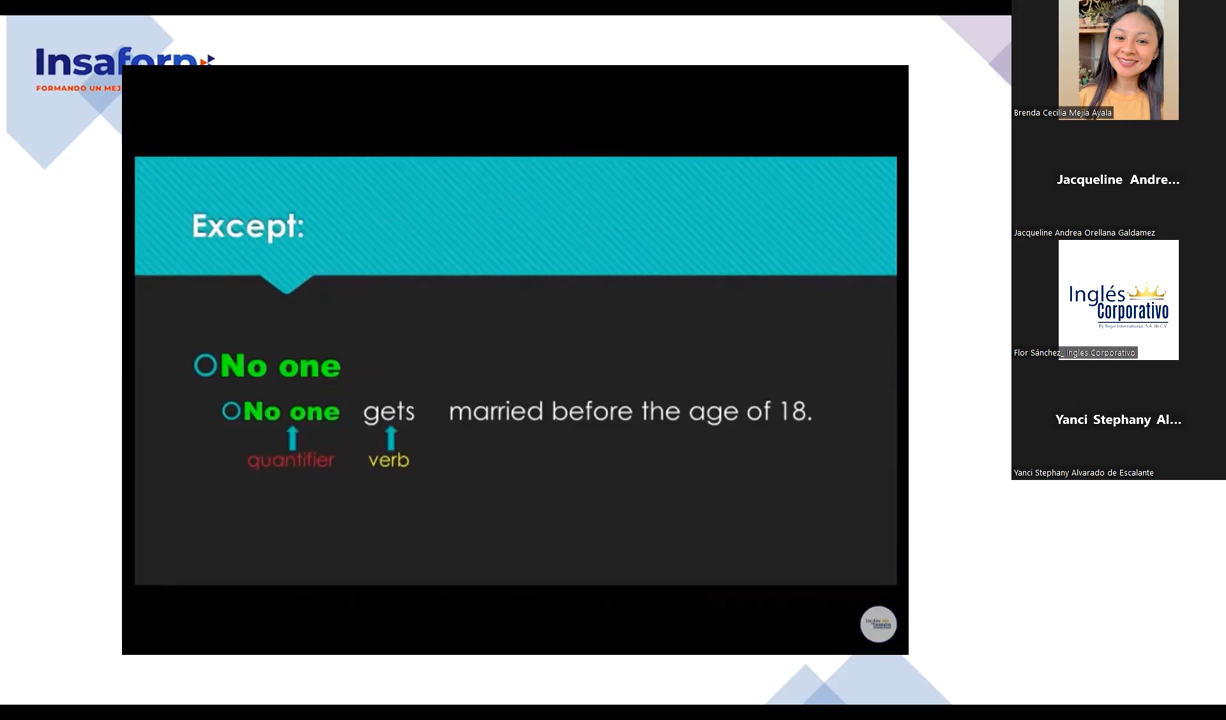 Insaforp
FORMANDO UN MEJ
Except:
No one
No one gets married before the age of 18.
quantifier verb
Brenda Cecilia Mejia Ayala
Jacqueline Andre...
Jacqueline Andrea Orellana Galdamez
Inglés
Corporativo
Flor Sánchez_Ingles Corporativo
Yanci Stephany Al...
Yanci Stephany Alvarado de Escalante